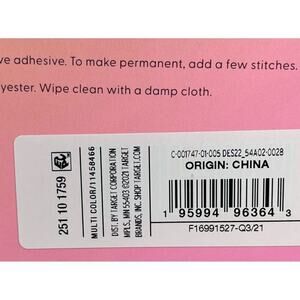 ve adhesive. To make permanent, add a few stitches.
yester. Wipe clean with a damp cloth.
251 10 1759
MULTI COLOR/11458466
DIST. BY TARGET CORPORATION
MPLS, MN 55403 ©2021 TARGET
BRANDS, INC. SHOP TARGET.COM
C-001747-01-005 DES22_54A02-0028
ORIGIN: CHINA
1 95994 96364 3
F16991527-Q3/21